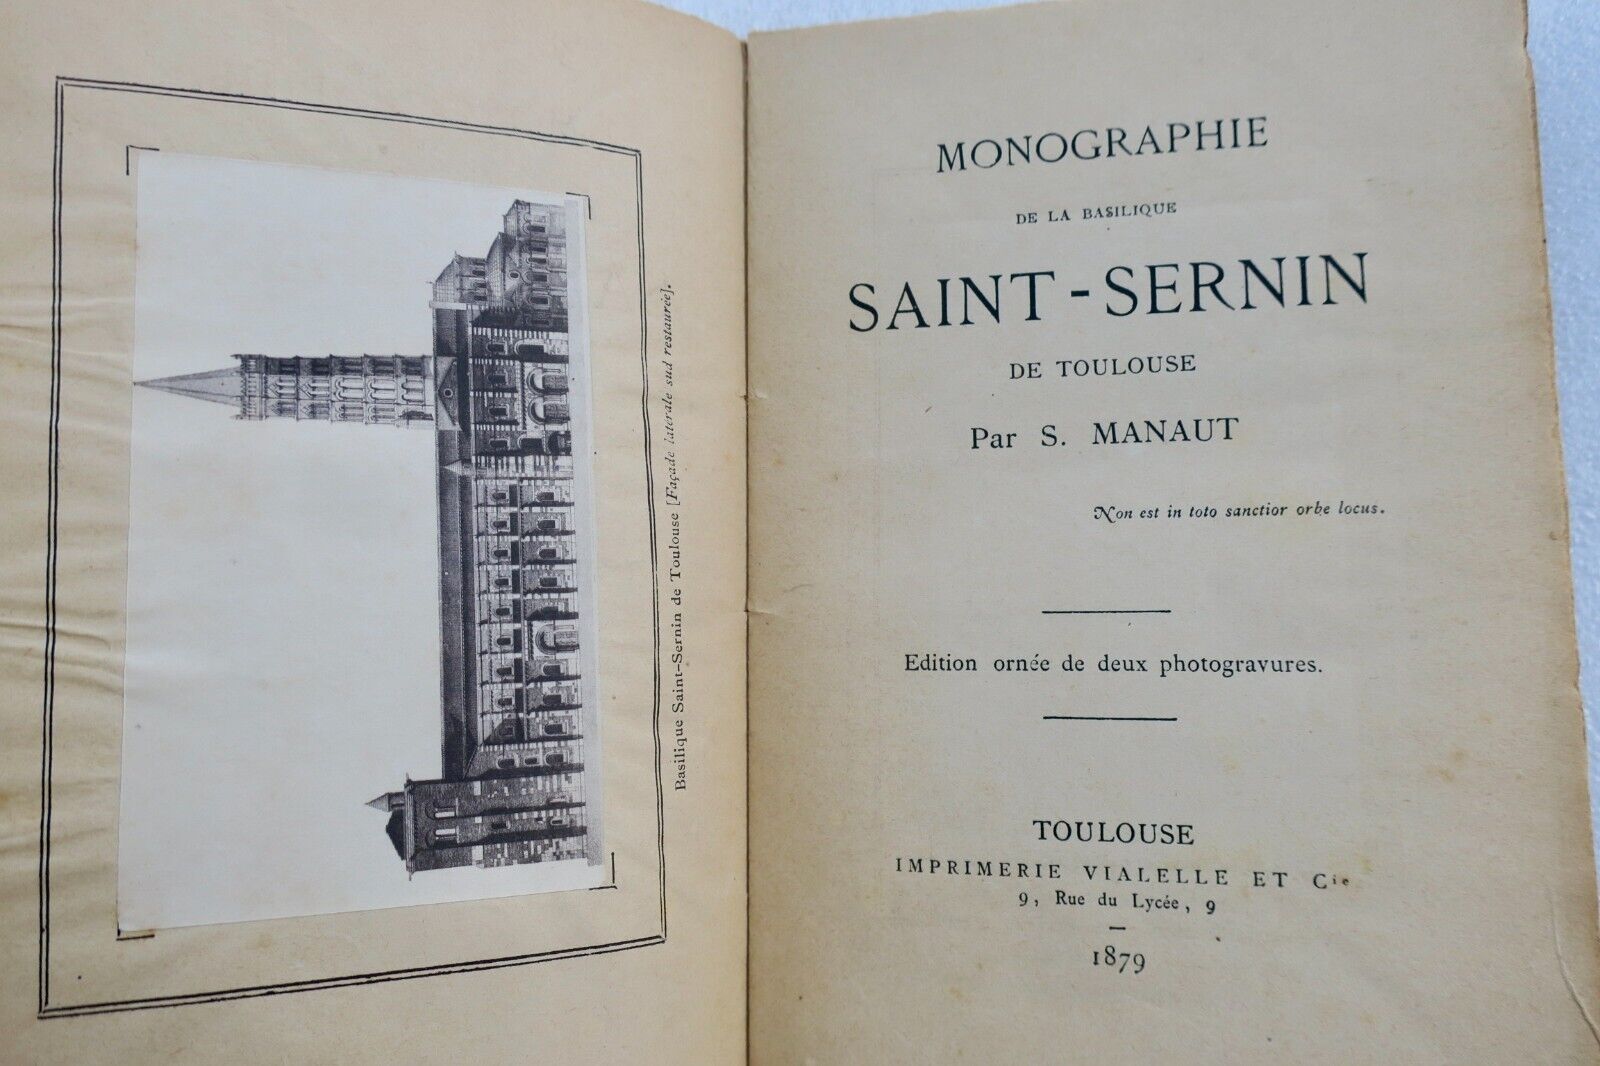 Basilique Saint-Sernin de Toulouse [Façade laterale sud restaurée].
MONOGRAPHIE
DE LA BASILIQUE
SAINT-SERNIN
DE TOULOUSE
Par S. MANAUT
Non est in toto sanctior orbe locus.
Edition ornée de deux photogravures.
TOULOUSE
IMPRIMERIE VIALELLE ET Cie
9, Rue du Lycée, 9
1879